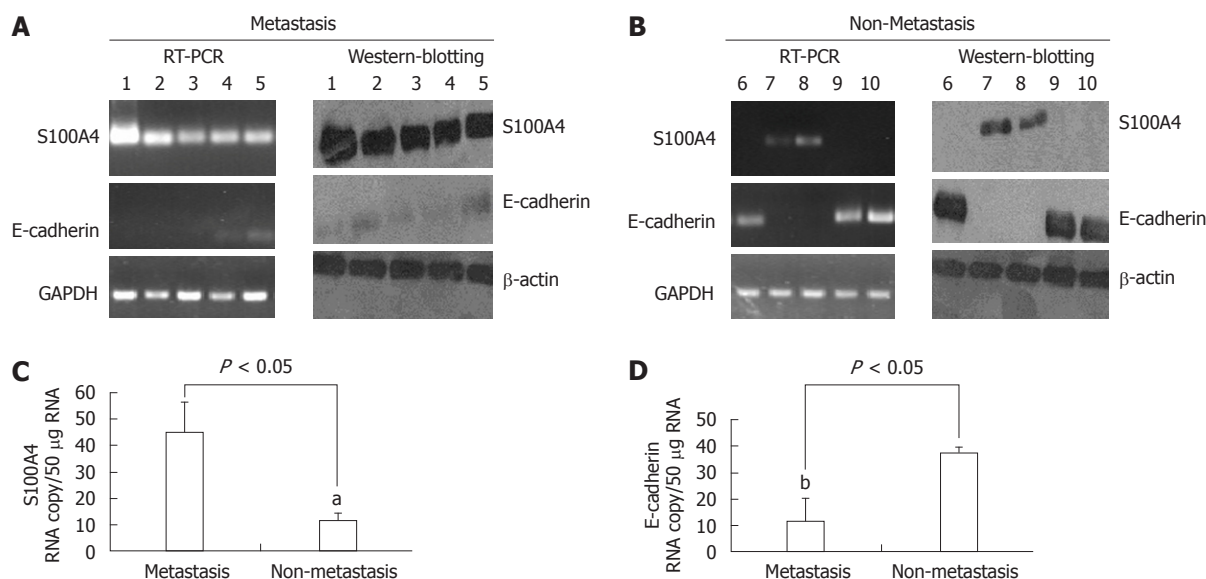 A
Metastasis
RT-PCR
Western-blotting
1 2 3 4 5
1 2 3 4 5
S100A4
S100A4
E-cadherin
E-cadherin
GAPDH
β-actin
B
Non-Metastasis
RT-PCR
Western-blotting
6 7 8 9 10
6 7 8 9 10
S100A4
S100A4
E-cadherin
E-cadherin
GAPDH
β-actin
C
P < 0.05
S100A4
RNA copy/50 μg RNA
60
50
40
30
20
10
0
a
Metastasis
Non-metastasis
D
P < 0.05
E-cadherin
RNA copy/50 μg RNA
50
40
30
20
10
0
b
Metastasis
Non-metastasis